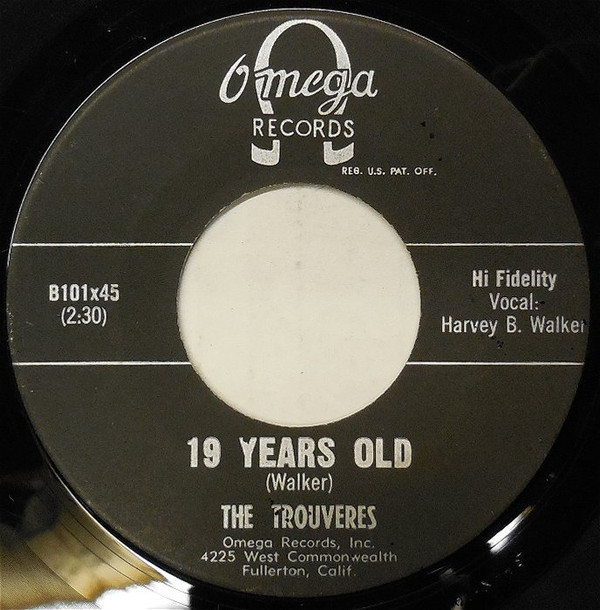 Omega
RECORDS
REG. U.S. PAT. OFF.
B101x45
(2:30)
Hi Fidelity
Vocal:
Harvey B. Walker
19 YEARS OLD
(Walker)
THE TROUVERES
Omega Records, Inc.
4225 West Commonwealth
Fullerton, Calif.